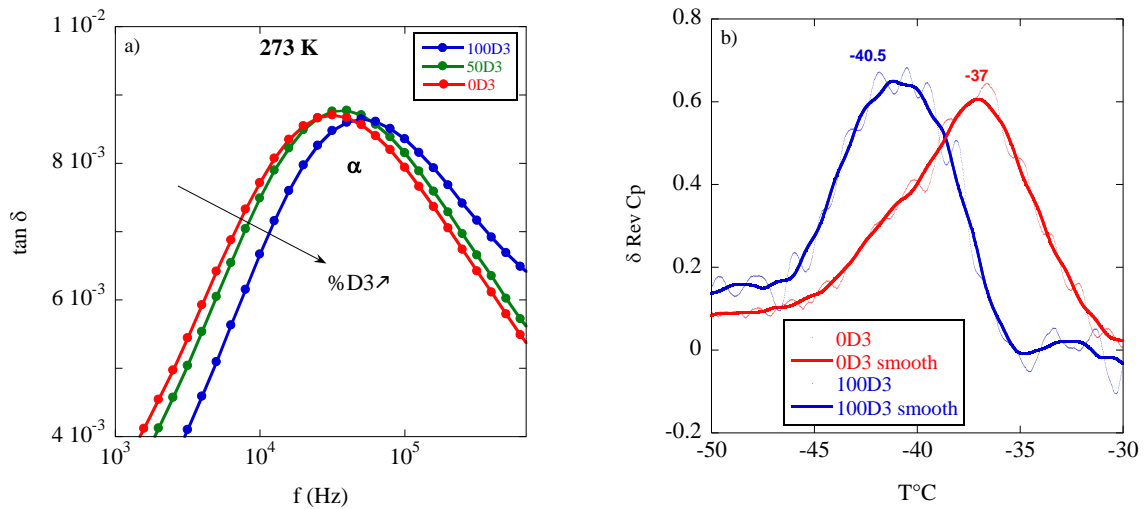 a)
273 K
100D3
50D3
0D3
1 10⁻²
8 10⁻³
6 10⁻³
4 10⁻³
tan δ
α
%D3↗
10³
10⁴
10⁵
f (Hz)
b)
-40.5
-37
0.8
0.6
0.4
0.2
0
-0.2
δ Rev Cp
0D3
0D3 smooth
100D3
100D3 smooth
-50
-45
-40
-35
-30
T°C